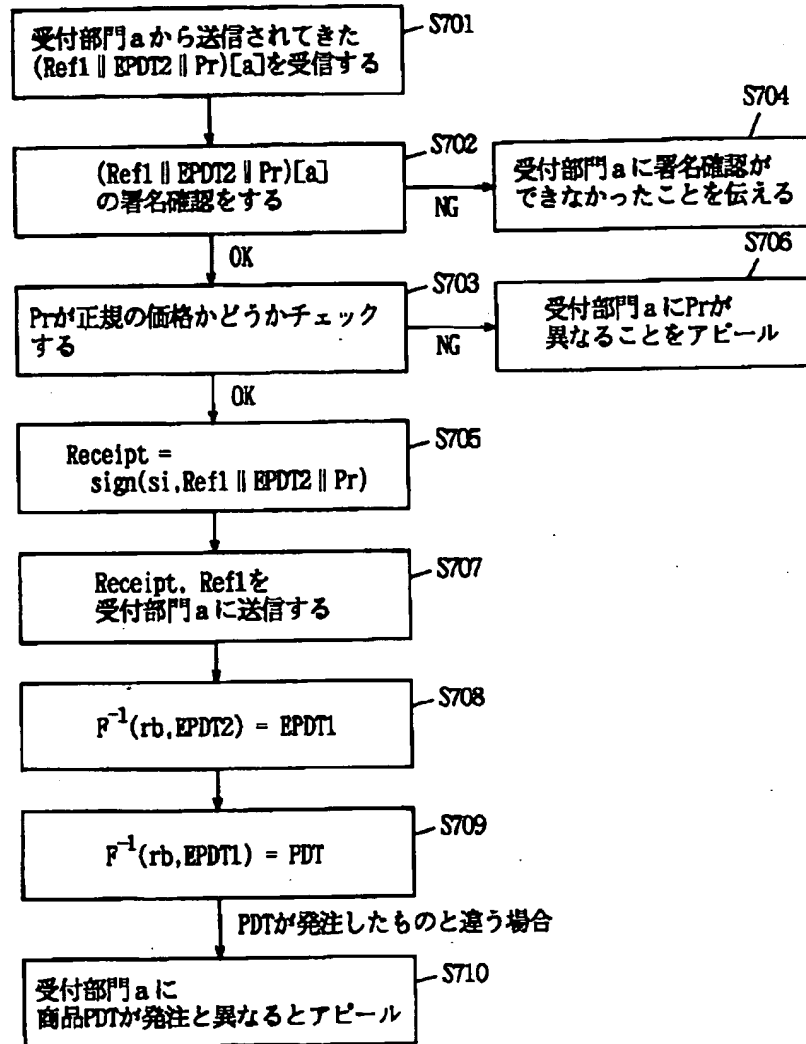 受付部門aから送信されてきた
(Ref1‖EPDT2‖Pr)[a]を受信する
S701
(Ref1‖EPDT2‖Pr)[a]
の署名確認をする
S702
NG
受付部門aに署名確認が
できなかったことを伝える
S704
OK
Prが正規の価格かどうかチェック
する
S703
NG
受付部門aにPrが
異なることをアピール
S706
OK
Receipt =
sign(si,Ref1‖EPDT2‖Pr)
S705
Receipt, Ref1を
受付部門aに送信する
S707
F⁻¹(rb,EPDT2) = EPDT1
S708
F⁻¹(rb,EPDT1) = PDT
S709
PDTが発注したものと違う場合
受付部門aに
商品PDTが発注と異なるとアピール
S710